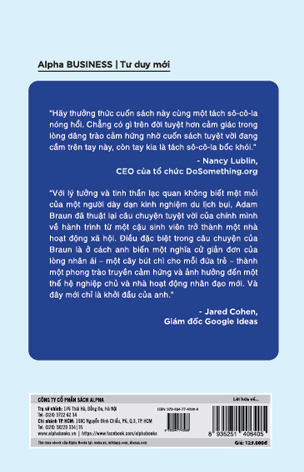 Alpha BUSINESS | Tư duy mới
"Hãy thưởng thức cuốn sách này cùng một tách sô-cô-la
nóng hổi. Chẳng có gì trên đời tuyệt hơn cảm giác trong
lòng dâng trào cảm hứng nhờ cuốn sách tuyệt vời đang
cầm trên tay này, còn tay kia là tách sô-cô-la bốc khói."
- Nancy Lublin,
CEO của tổ chức DoSomething.org
"Với lý tưởng và tinh thần lạc quan không biết mệt mỏi
của một người dày dạn kinh nghiệm du lịch bụi, Adam
Braun đã thuật lại câu chuyện tuyệt vời của chính mình
về hành trình từ một cậu sinh viên trở thành một nhà
hoạt động xã hội. Điều đặc biệt trong câu chuyện của
Braun là ở cách anh biến một nghĩa cử giản đơn của
lòng nhân ái – một cây bút chì cho mỗi đứa trẻ – thành
một phong trào truyền cảm hứng và ảnh hưởng đến một
thế hệ nghiệp chủ và nhà hoạt động nhân đạo mới. Và
đây mới chỉ là khởi đầu của anh."
- Jared Cohen,
Giám đốc Google Ideas
CÔNG TY CỔ PHẦN SÁCH ALPHA
Trụ sở chính: 176 Thái Hà, Đống Đa, Hà Nội
Tel: (024) 3722 62 34
Chi nhánh TP. HCM: 138C Nguyễn Đình Chiểu, P6, Q.3, TP. HCM
Tel: (028) 38220 334 | 35
www.alphabooks.vn | https://www.facebook.com/alphabooks
Lời hứa về...
8 935251 406405
Giá: 129.000đ